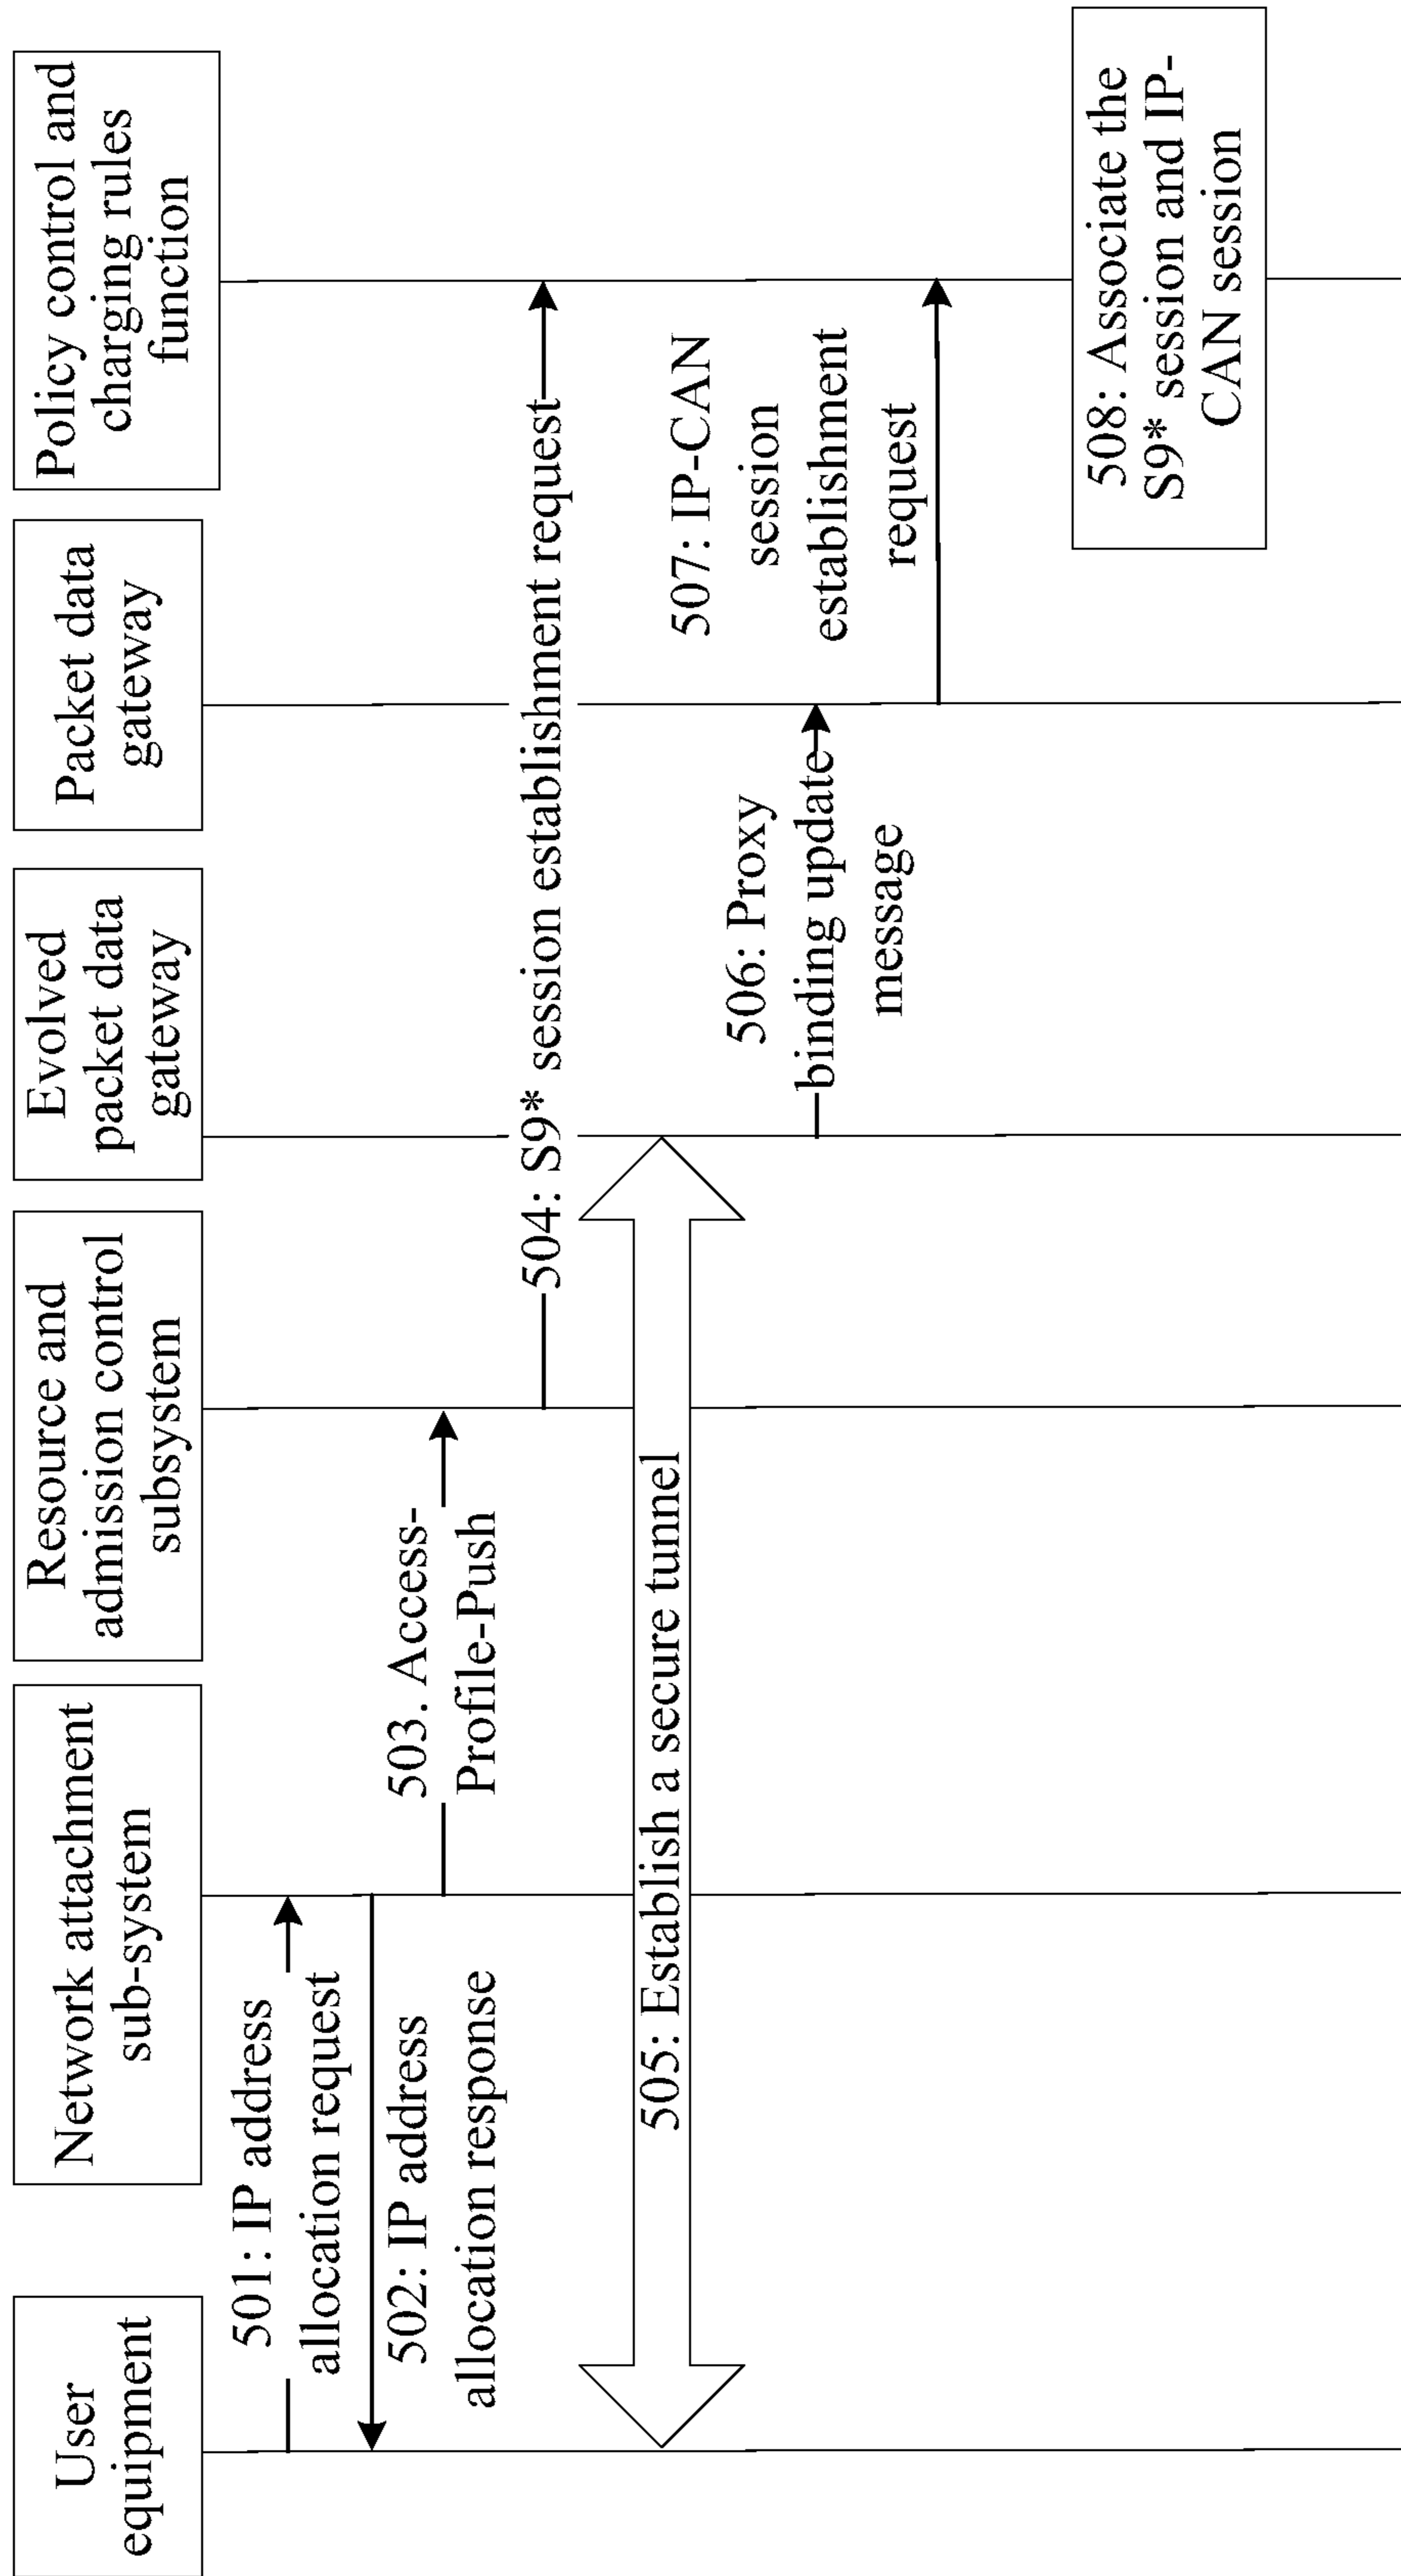 User
equipment
Network attachment
sub-system
Resource and
admission control
subsystem
Evolved
packet data
gateway
Packet data
gateway
Policy control and
charging rules
function
501: IP address
allocation request
502: IP address
allocation response
503. Access-
Profile-Push
504: S9* session establishment request
505: Establish a secure tunnel
506: Proxy
binding update
message
507: IP-CAN
session
establishment
request
508: Associate the
S9* session and IP-
CAN session